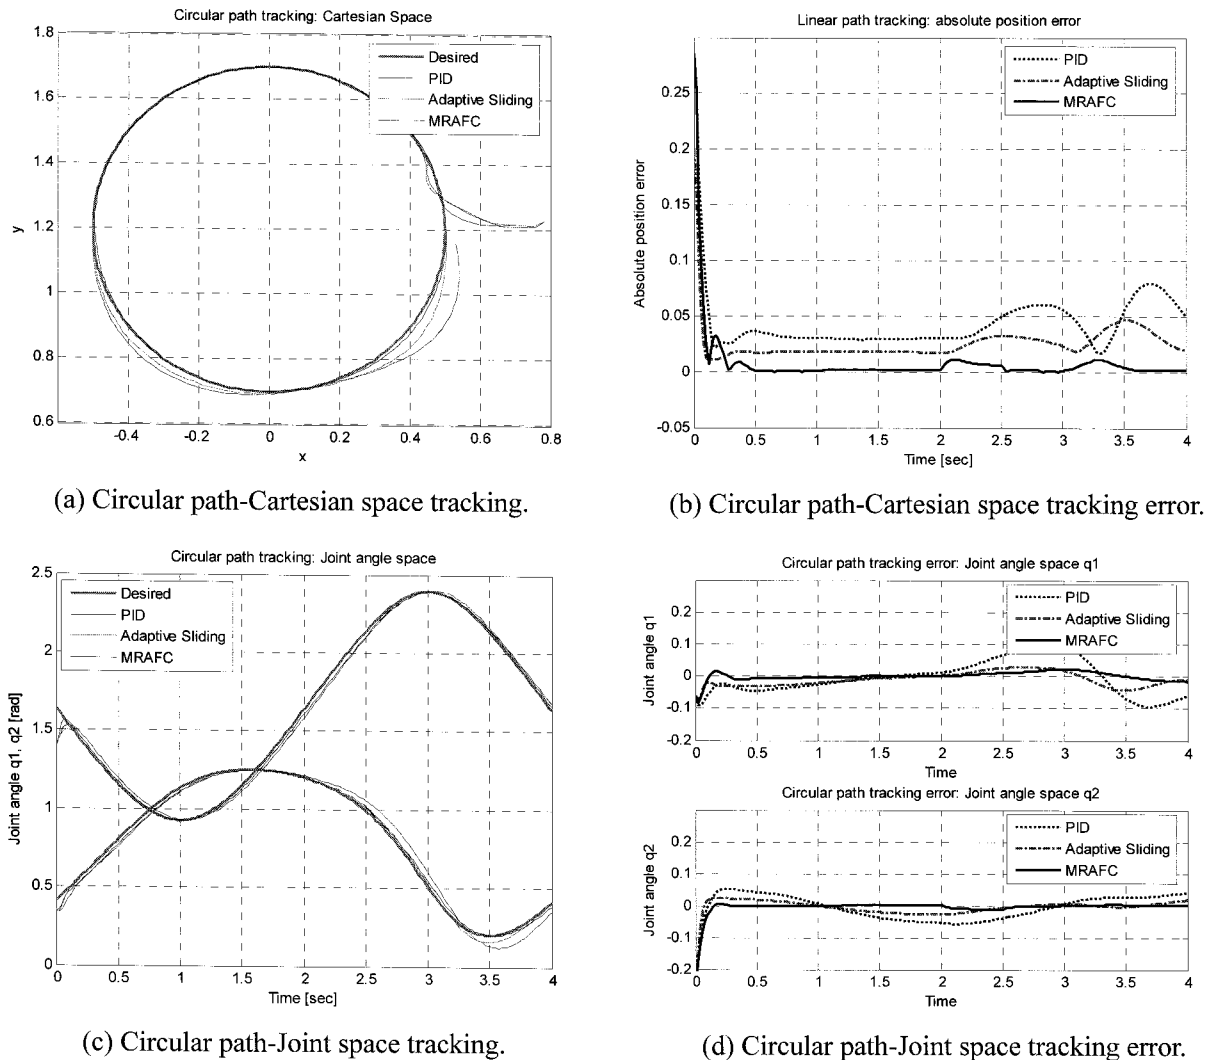 Circular path tracking: Cartesian Space
1.8
1.6
1.4
1.2
1
0.8
0.6
y
-0.4
-0.2
0
0.2
0.4
0.6
0.8
x
Desired
PID
Adaptive Sliding
MRAFC
(a) Circular path-Cartesian space tracking.
Linear path tracking: absolute position error
0.25
0.2
0.15
0.1
0.05
0
-0.05
Absolute position error
0
0.5
1
1.5
2
2.5
3
3.5
4
Time [sec]
PID
Adaptive Sliding
MRAFC
(b) Circular path-Cartesian space tracking error.
Circular path tracking: Joint angle space
2.5
2
1.5
1
0.5
0
Joint angle q1, q2 [rad]
0
0.5
1
1.5
2
2.5
3
3.5
4
Time [sec]
Desired
PID
Adaptive Sliding
MRAFC
(c) Circular path-Joint space tracking.
Circular path tracking error: Joint angle space q1
0.2
0.1
0
-0.1
-0.2
Joint angle q1
0
0.5
1
1.5
2
2.5
3
3.5
4
Time
PID
Adaptive Sliding
MRAFC
Circular path tracking error: Joint angle space q2
0.2
0.1
0
-0.1
-0.2
Joint angle q2
0
0.5
1
1.5
2
2.5
3
3.5
4
Time
PID
Adaptive Sliding
MRAFC
(d) Circular path-Joint space tracking error.